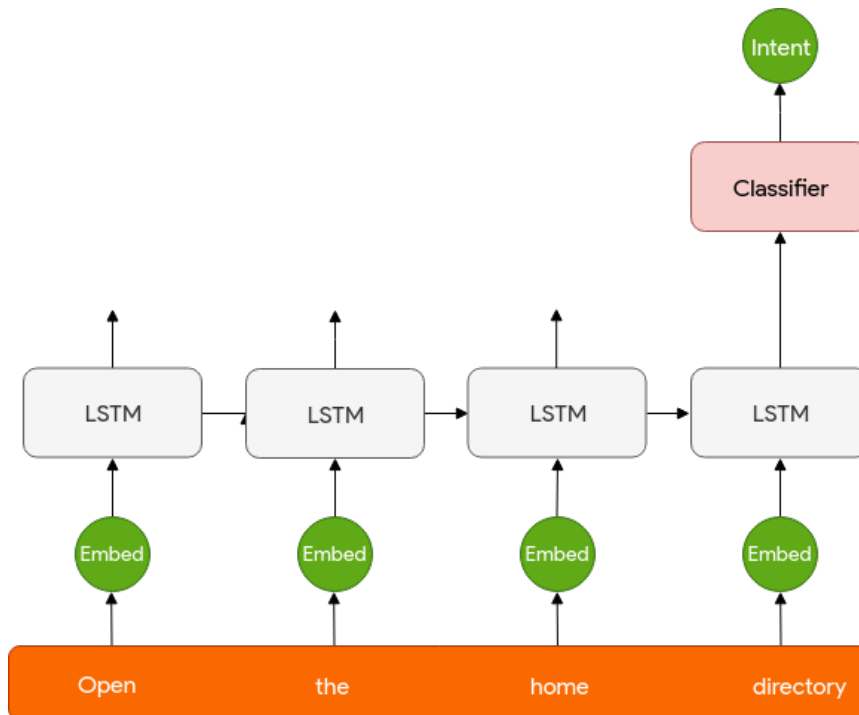 Intent
Classifier
LSTM LSTM LSTM LSTM
Embed Embed Embed Embed
Open the home directory